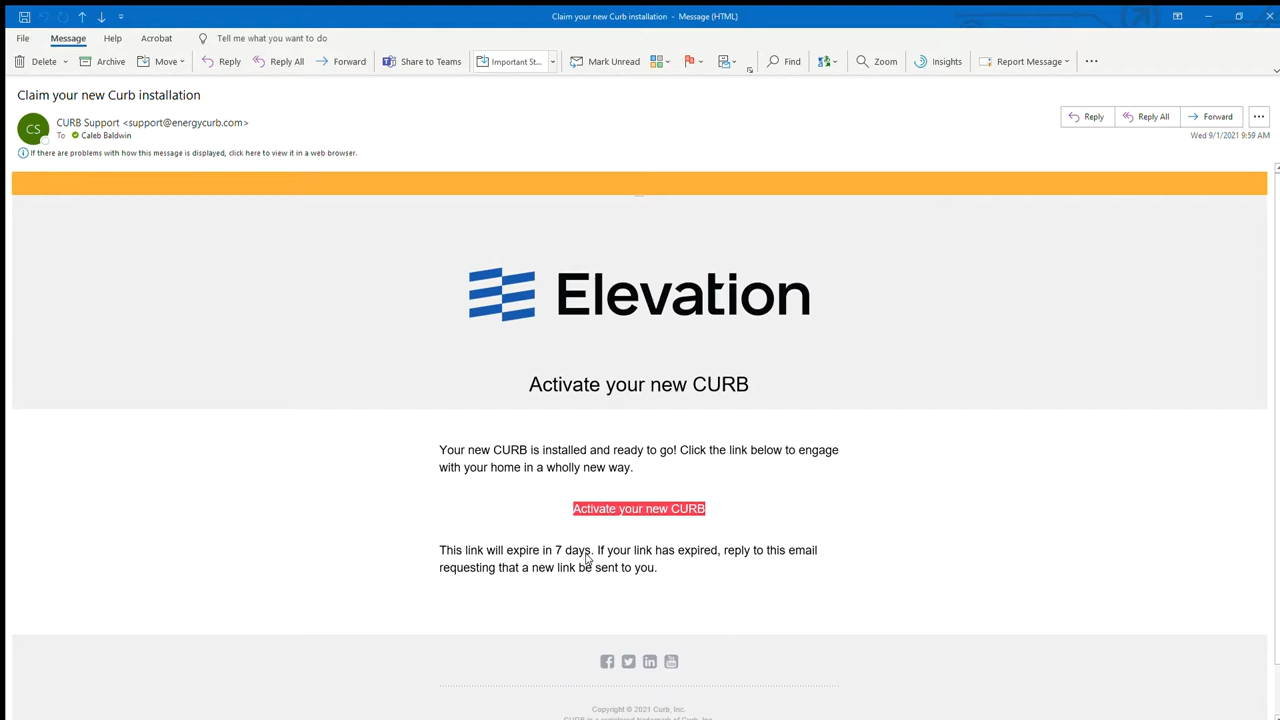 Claim your new Curb installation - Message (HTML)
File Message Help Acrobat Tell me what you want to do
Delete Archive Move Reply Reply All Forward Share to Teams Important St... Mark Unread Find Zoom Insights Report Message
Claim your new Curb installation
CS
CURB Support <support@energycurb.com>
To Caleb Baldwin
Reply Reply All Forward
Wed 9/1/2021 9:59 AM
If there are problems with how this message is displayed, click here to view it in a web browser.
Elevation
Activate your new CURB
Your new CURB is installed and ready to go! Click the link below to engage
with your home in a wholly new way.
Activate your new CURB
This link will expire in 7 days. If your link has expired, reply to this email
requesting that a new link be sent to you.
Copyright © 2021 Curb, Inc.
CURB is a registered trademark of Curb, Inc.